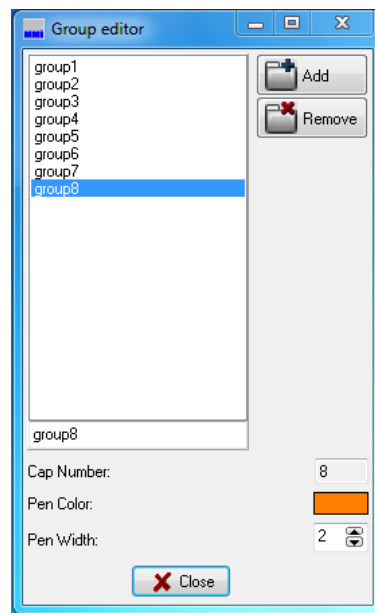 MMI Group editor
group1
group2
group3
group4
group5
group6
group7
group8
Add
Remove
group8
Cap Number: 8
Pen Color:
Pen Width: 2
Close